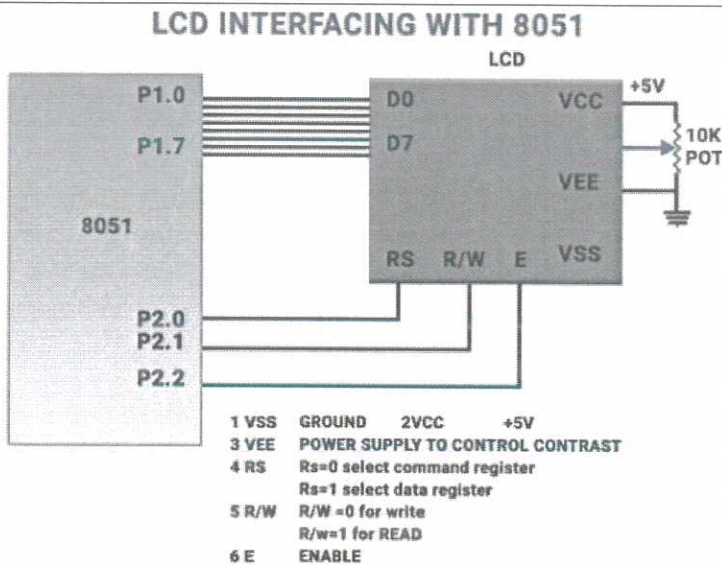 LCD INTERFACING WITH 8051
LCD
+5V
P1.0 D0 VCC
10K
P1.7 D7 POT
VEE
8051
RS R/W E VSS
P2.0
P2.1
P2.2
1 VSS GROUND 2VCC +5V
3 VEE POWER SUPPLY TO CONTROL CONTRAST
4 RS Rs=0 select command register
Rs=1 select data register
5 R/W R/W =0 for write
R/w=1 for READ
6 E ENABLE